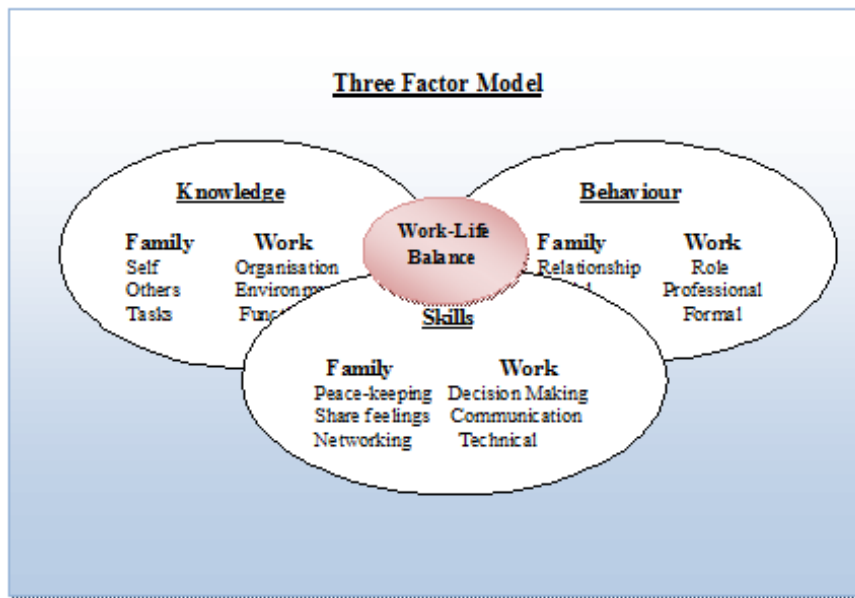 Three Factor Model
Knowledge
Family Work
Self Organisation
Others
Tasks
Work-Life
Balance
Behaviour
Family Work
Relationship Role
Professional
Formal
Skills
Family Work
Peace-keeping Decision Making
Share feelings Communication
Networking Technical